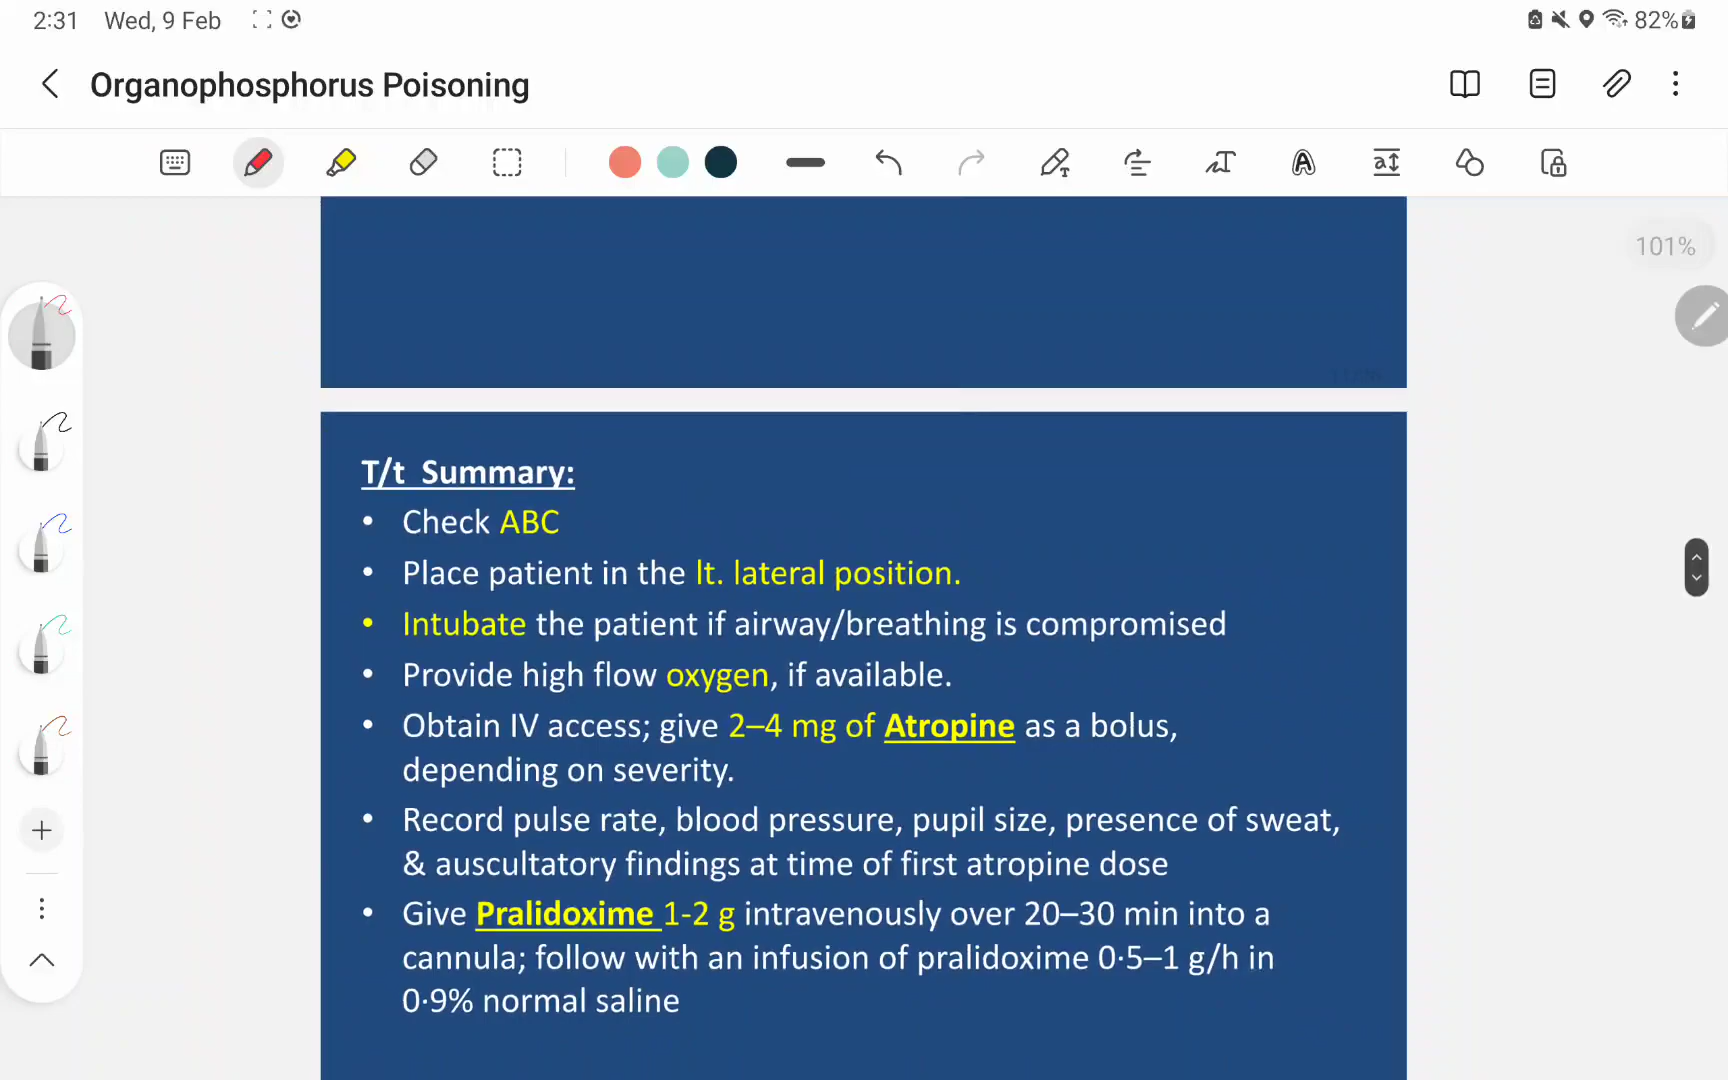 2:31 Wed, 9 Feb 82%
Organophosphorus Poisoning
101%
T/t Summary:
• Check ABC
• Place patient in the lt. lateral position.
• Intubate the patient if airway/breathing is compromised
• Provide high flow oxygen, if available.
• Obtain IV access; give 2–4 mg of Atropine as a bolus,
depending on severity.
• Record pulse rate, blood pressure, pupil size, presence of sweat,
& auscultatory findings at time of first atropine dose
• Give Pralidoxime 1-2 g intravenously over 20–30 min into a
cannula; follow with an infusion of pralidoxime 0·5–1 g/h in
0·9% normal saline